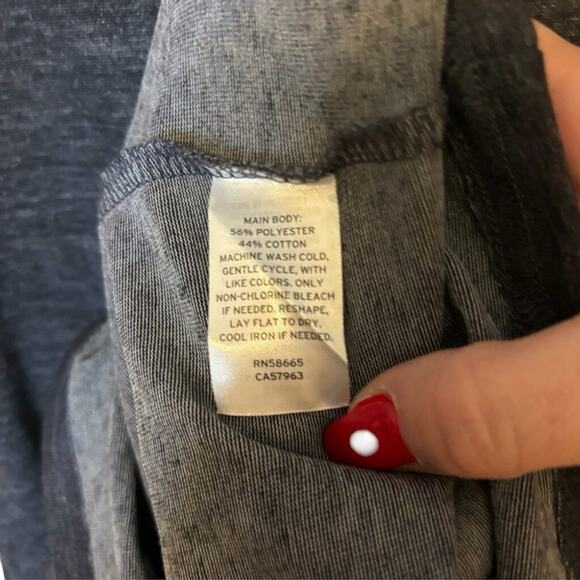 MAIN BODY:
56% POLYESTER
44% COTTON
MACHINE WASH COLD,
GENTLE CYCLE, WITH
LIKE COLORS. ONLY
NON-CHLORINE BLEACH
IF NEEDED. RESHAPE,
LAY FLAT TO DRY.
COOL IRON IF NEEDED.
RN58665
CA57963